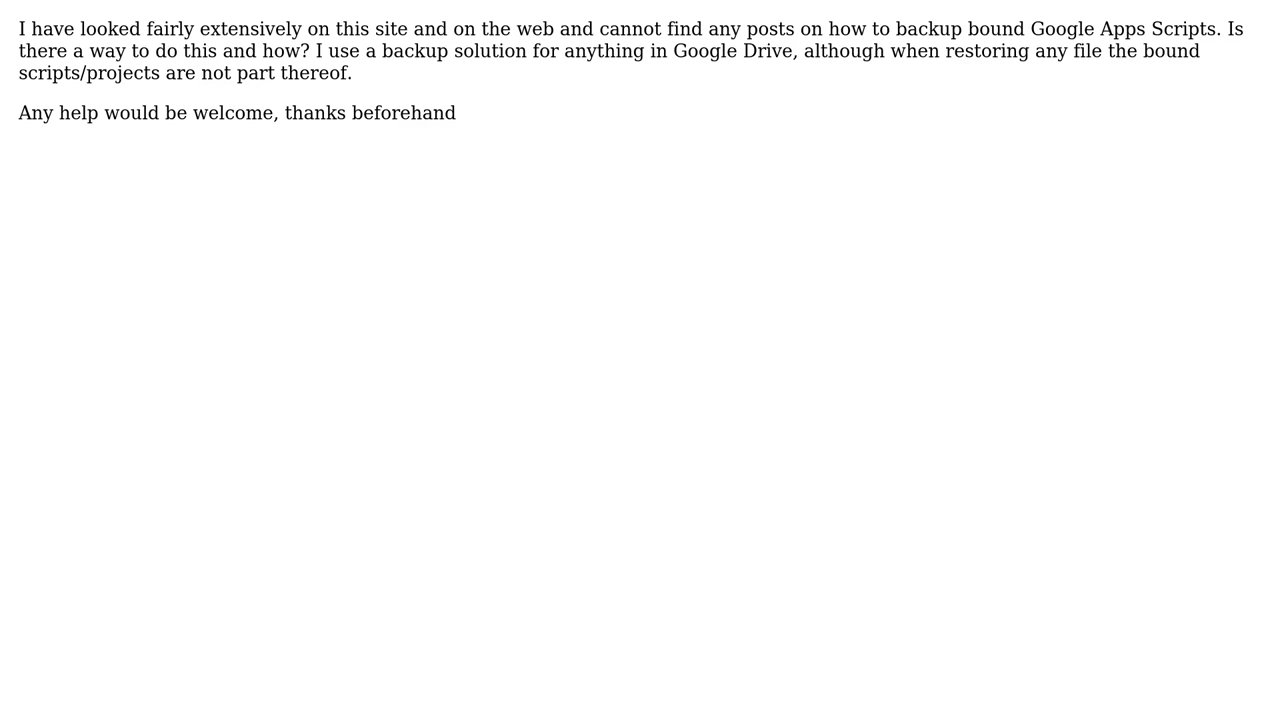 I have looked fairly extensively on this site and on the web and cannot find any posts on how to backup bound Google Apps Scripts. Is
there a way to do this and how? I use a backup solution for anything in Google Drive, although when restoring any file the bound
scripts/projects are not part thereof.
Any help would be welcome, thanks beforehand